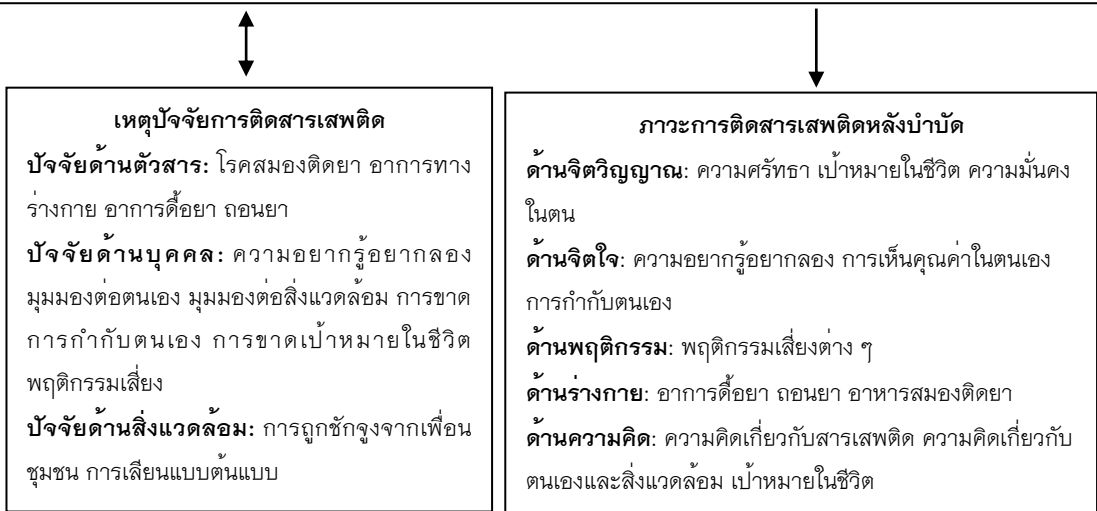 เหตุปัจจัยการติดสารเสพติด
ปัจจัยด้านตัวสาร: โรคสมองติดยา อาการทาง
ร่างกาย อาการดื้อยา ถอนยา
ปัจจัยด้านบุคคล: ความอยากรู้อยากลอง
มุมมองต่อตนเอง มุมมองต่อสิ่งแวดล้อม การขาด
การกำกับตนเอง การขาดเป้าหมายในชีวิต
พฤติกรรมเสี่ยง
ปัจจัยด้านสิ่งแวดล้อม: การถูกชักจูงจากเพื่อน
ชุมชน การเลียนแบบต้นแบบ
ภาวะการติดสารเสพติดหลังบำบัด
ด้านจิตวิญญาณ: ความศรัทธา เป้าหมายในชีวิต ความมั่นคง
ในตน
ด้านจิตใจ: ความอยากรู้อยากลอง การเห็นคุณค่าในตนเอง
การกำกับตนเอง
ด้านพฤติกรรม: พฤติกรรมเสี่ยงต่าง ๆ
ด้านร่างกาย: อาการดื้อยา ถอนยา อาหารสมองติดยา
ด้านความคิด: ความคิดเกี่ยวกับสารเสพติด ความคิดเกี่ยวกับ
ตนเองและสิ่งแวดล้อม เป้าหมายในชีวิต